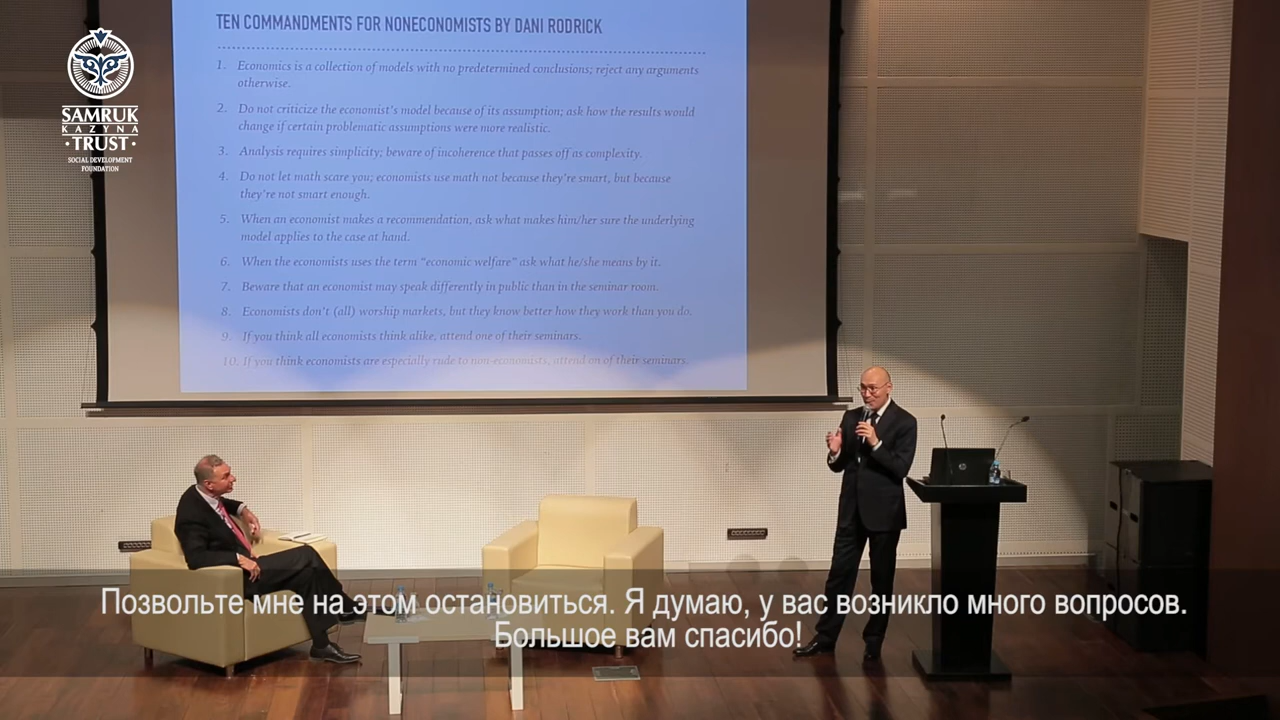 TEN COMMANDMENTS FOR NONECONOMISTS BY DANI RODRICK
1. Economics is a collection of models with no predetermined conclusions; reject any arguments
otherwise.
2. Do not criticize the economist's model because of its assumption; ask how the results would
change if certain problematic assumptions were more realistic.
3. Analysis requires simplicity; beware of incoherence that passes off as complexity.
4. Do not let math scare you; economists use math not because they're smart, but because
they're not smart enough.
5. When an economist makes a recommendation, ask what makes him/her sure the underlying
model applies to the case at hand.
6. When the economists uses the term "economic welfare" ask what he/she means by it.
7. Beware that an economist may speak differently in public than in the seminar room.
8. Economists don't (all) worship markets, but they know better how they work than you do.
9. If you think all economists think alike, attend one of their seminars.
10. If you think economists are especially rude to non-economists, attend on of their seminars.
SAMRUK
KAZYNA
·TRUST·
SOCIAL DEVELOPMENT
FOUNDATION
hp
Позвольте мне на этом остановиться. Я думаю, у вас возникло много вопросов.
Большое вам спасибо!